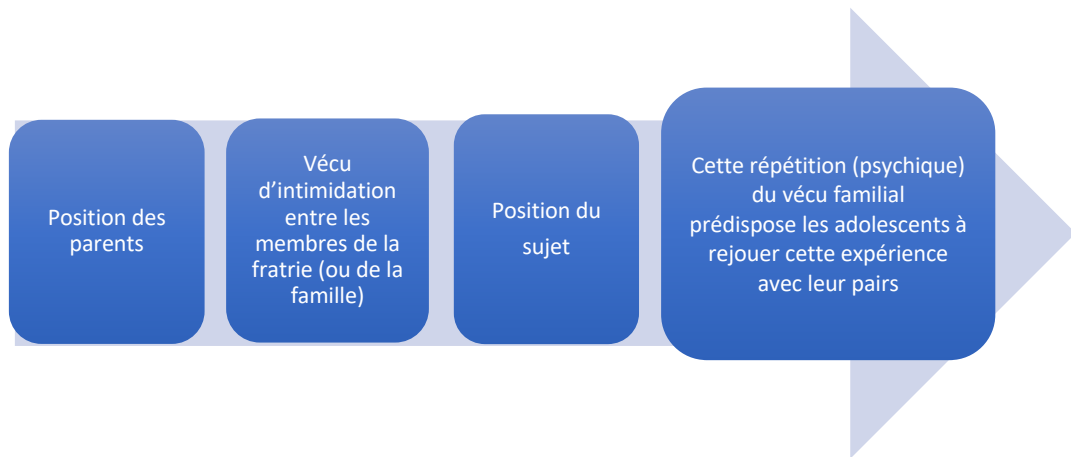 Position des
parents
Vécu
d’intimidation
entre les
membres de la
fratrie (ou de la
famille)
Position du
sujet
Cette répétition (psychique)
du vécu familial
prédispose les adolescents à
rejouer cette expérience
avec leur pairs